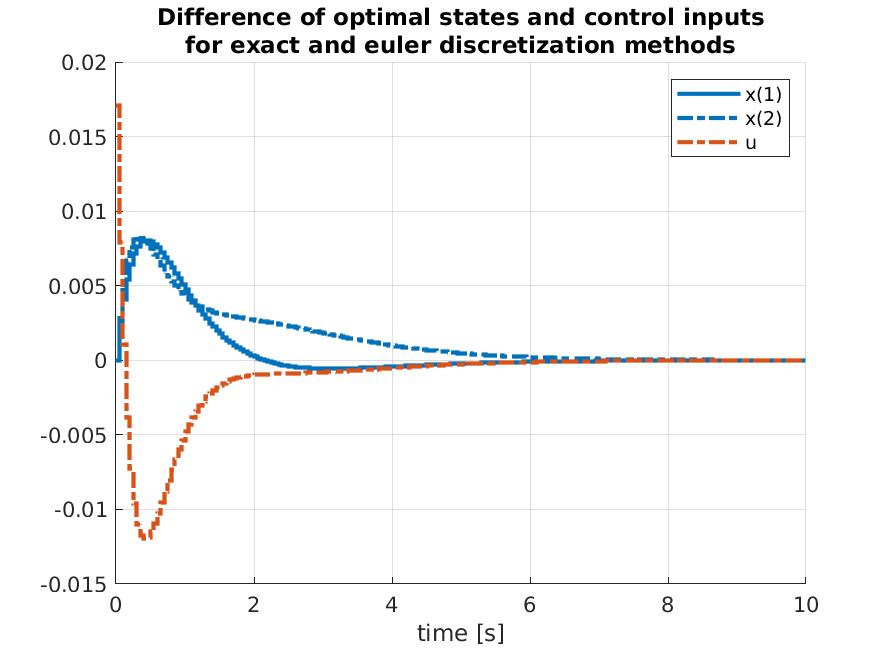 Difference of optimal states and control inputs
for exact and euler discretization methods
0.02
0.015
0.01
0.005
0
-0.005
-0.01
-0.015
x(1)
x(2)
u
0 2 4 6 8 10
time [s]